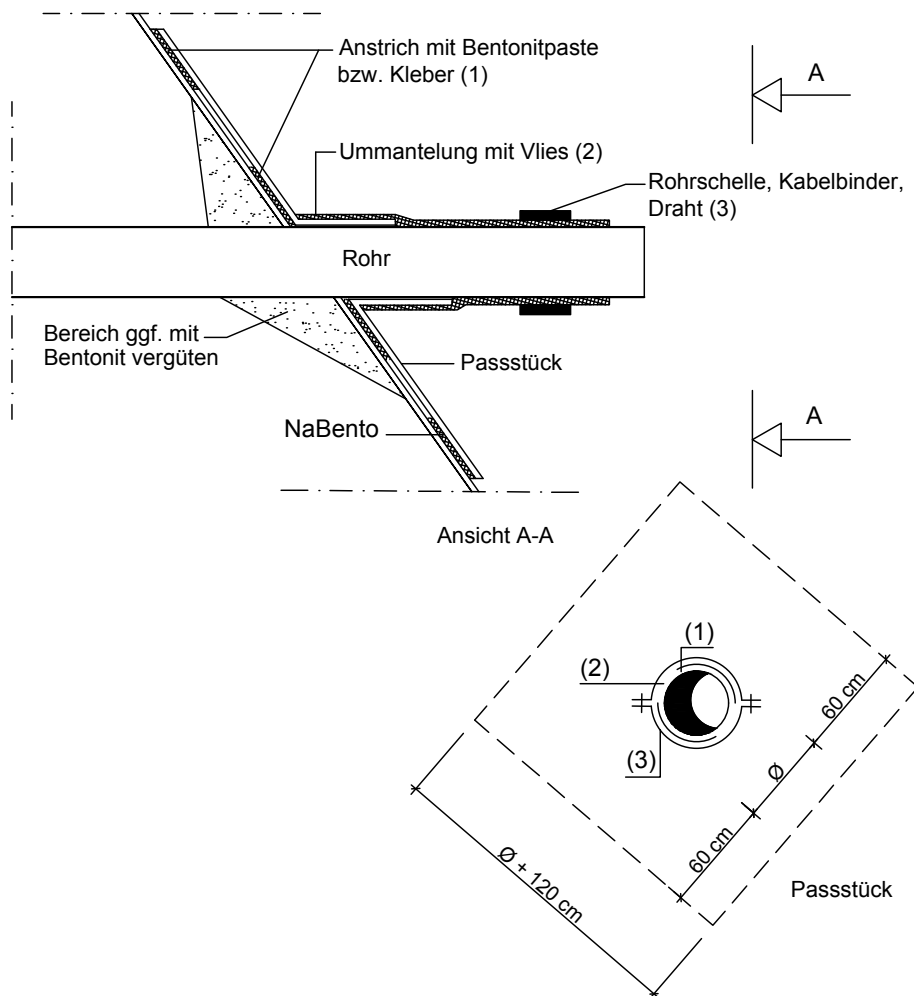 Anstrich mit Bentonitpaste
bzw. Kleber (1)
A
Ummantelung mit Vlies (2)
Rohrschelle, Kabelbinder,
Draht (3)
Rohr
Bereich ggf. mit
Bentonit vergüten
Passstück
NaBento
A
Ansicht A-A
(1)
(2)
(3)
60 cm
Ø
60 cm
Ø + 120 cm
Passstück